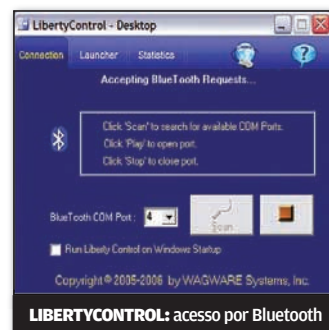 LibertyControl - Desktop
Connection Launcher Statistics
Accepting BlueTooth Requests...
Click 'Scan' to search for available COM Ports.
Click 'Play' to open port.
Click 'Stop' to close port.
BlueTooth COM Port: 4
Scan
Run Liberty Control on Windows Startup
Copyright © 2005-2006 by WAGWARE Systems, Inc.
LIBERTYCONTROL: acesso por Bluetooth